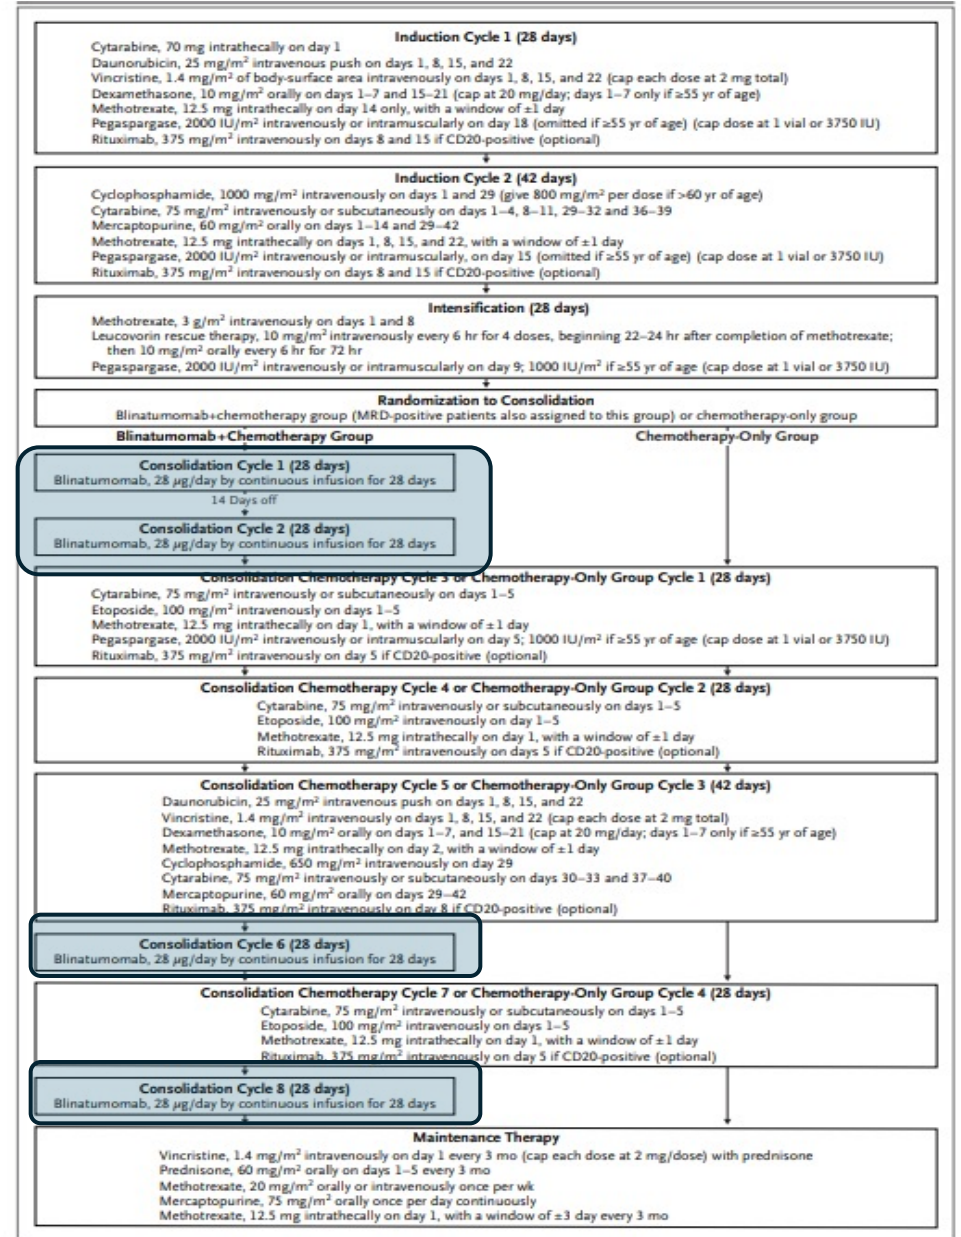 Induction Cycle 1 (28 days)
Cytarabine, 70 mg intrathecally on day 1
Daunorubicin, 25 mg/m² intravenous push on days 1, 8, 15, and 22
Vincristine, 1.4 mg/m² of body-surface area intravenously on days 1, 8, 15, and 22 (cap each dose at 2 mg total)
Dexamethasone, 10 mg/m² orally on days 1–7 and 15–21 (cap at 20 mg/day; days 1–7 only if ≥55 yr of age)
Methotrexate, 12.5 mg intrathecally on day 14 only, with a window of ±1 day
Pegaspargase, 2000 IU/m² intravenously or intramuscularly on day 18 (omitted if ≥55 yr of age) (cap dose at 1 vial or 3750 IU)
Rituximab, 375 mg/m² intravenously on days 8 and 15 if CD20-positive (optional)
Induction Cycle 2 (42 days)
Cyclophosphamide, 1000 mg/m² intravenously on days 1 and 29 (give 800 mg/m² per dose if >60 yr of age)
Cytarabine, 75 mg/m² intravenously or subcutaneously on days 1–4, 8–11, 29–32 and 36–39
Mercaptopurine, 60 mg/m² orally on days 1–14 and 29–42
Methotrexate, 12.5 mg/m² intrathecally on days 1, 8, 15, and 22, with a window of ±1 day
Pegaspargase, 2000 IU/m² intravenously or intramuscularly, on day 15 (omitted if ≥55 yr of age) (cap dose at 1 vial or 3750 IU)
Rituximab, 375 mg/m² intravenously on days 8 and 15 if CD20-positive (optional)
Intensification (28 days)
Methotrexate, 3 g/m² intravenously on days 1 and 8
Leucovorin rescue therapy, 10 mg/m² intravenously every 6 hr for 4 doses, beginning 22–24 hr after completion of methotrexate;
then 10 mg/m² orally every 6 hr for 72 hr
Pegaspargase, 2000 IU/m² intravenously or intramuscularly on day 9; 1000 IU/m² if ≥55 yr of age (cap dose at 1 vial or 3750 IU)
Randomization to Consolidation
Blinatumomab+chemotherapy group (MRD-positive patients also assigned to this group) or chemotherapy-only group
Blinatumomab+Chemotherapy Group
Chemotherapy-Only Group
Consolidation Cycle 1 (28 days)
Blinatumomab, 28 µg/day by continuous infusion for 28 days
14 Days off
Consolidation Cycle 2 (28 days)
Blinatumomab, 28 µg/day by continuous infusion for 28 days
Consolidation Chemotherapy Cycle 3 or Chemotherapy-Only Group Cycle 1 (28 days)
Cytarabine, 75 mg/m² intravenously or subcutaneously on days 1–5
Etoposide, 100 mg/m² intravenously on days 1–5
Methotrexate, 12.5 mg intrathecally on day 1, with a window of ±1 day
Pegaspargase, 2000 IU/m² intravenously or intramuscularly on day 5; 1000 IU/m² if ≥55 yr of age (cap dose at 1 vial or 3750 IU)
Rituximab, 375 mg/m² intravenously on day 5 if CD20-positive (optional)
Consolidation Chemotherapy Cycle 4 or Chemotherapy-Only Group Cycle 2 (28 days)
Cytarabine, 75 mg/m² intravenously or subcutaneously on days 1–5
Etoposide, 100 mg/m² intravenously on day 1–5
Methotrexate, 12.5 mg intrathecally on day 1, with a window of ±1 day
Rituximab, 375 mg/m² intravenously on days 5 if CD20-positive (optional)
Consolidation Chemotherapy Cycle 5 or Chemotherapy-Only Group Cycle 3 (42 days)
Daunorubicin, 25 mg/m² intravenous push on days 1, 8, 15, and 22
Vincristine, 1.4 mg/m² intravenously on days 1, 8, 15, and 22 (cap each dose at 2 mg total)
Dexamethasone, 10 mg/m² orally on days 1–7, and 15–21 (cap at 20 mg/day; days 1–7 only if ≥55 yr of age)
Methotrexate, 12.5 mg intrathecally on day 2, with a window of ±1 day
Cyclophosphamide, 650 mg/m² intravenously on day 29
Cytarabine, 75 mg/m² intravenously or subcutaneously on days 30–33 and 37–40
Mercaptopurine, 60 mg/m² orally on days 29–42
Rituximab, 375 mg/m² intravenously on day 8 if CD20-positive (optional)
Consolidation Cycle 6 (28 days)
Blinatumomab, 28 µg/day by continuous infusion for 28 days
Consolidation Chemotherapy Cycle 7 or Chemotherapy-Only Group Cycle 4 (28 days)
Cytarabine, 75 mg/m² intravenously or subcutaneously on days 1–5
Etoposide, 100 mg/m² intravenously on days 1–5
Methotrexate, 12.5 mg intrathecally on day 1, with a window of ±1 day
Rituximab, 375 mg/m² intravenously on day 5 if CD20-positive (optional)
Consolidation Cycle 8 (28 days)
Blinatumomab, 28 µg/day by continuous infusion for 28 days
Maintenance Therapy
Vincristine, 1.4 mg/m² intravenously on day 1 every 3 mo (cap each dose at 2 mg/dose) with prednisone
Prednisone, 60 mg/m² orally on days 1–5 every 3 mo
Methotrexate, 20 mg/m² orally or intravenously once per wk
Mercaptopurine, 75 mg/m² orally once per day continuously
Methotrexate, 12.5 mg intrathecally on day 1, with a window of ±3 day every 3 mo